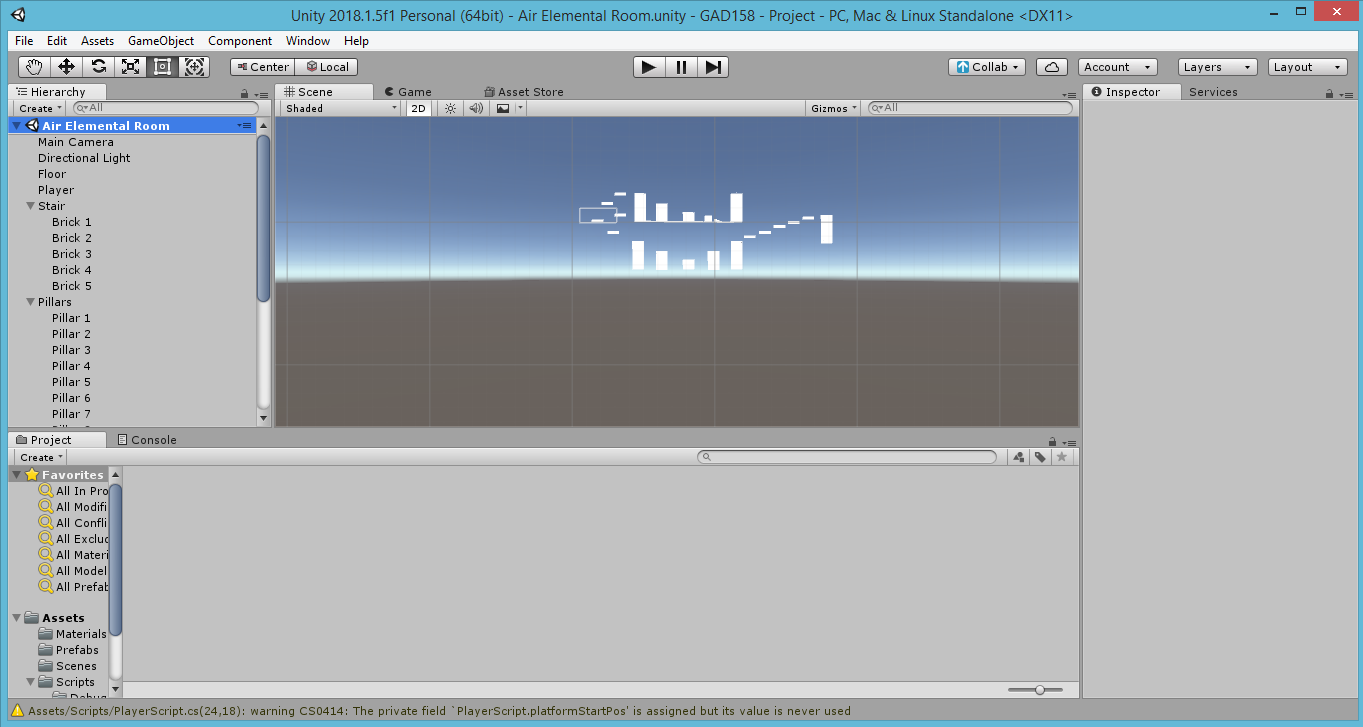 Unity 2018.1.5f1 Personal (64bit) - Air Elemental Room.unity - GAD158 - Project - PC, Mac & Linux Standalone <DX11>
File Edit Assets GameObject Component Window Help
Center Local Collab Account Layers Layout
Hierarchy Scene Game Asset Store Inspector Services
Create All Shaded 2D Gizmos All
Air Elemental Room
Main Camera
Directional Light
Floor
Player
Stair
Brick 1
Brick 2
Brick 3
Brick 4
Brick 5
Pillars
Pillar 1
Pillar 2
Pillar 3
Pillar 4
Pillar 5
Pillar 6
Pillar 7
Project Console
Create
Favorites
All In Pro
All Modifi
All Confli
All Exclud
All Materi
All Model
All Prefab
Assets
Materials
Prefabs
Scenes
Scripts
Assets/Scripts/PlayerScript.cs(24,18): warning CS0414: The private field `PlayerScript.platformStartPos' is assigned but its value is never used